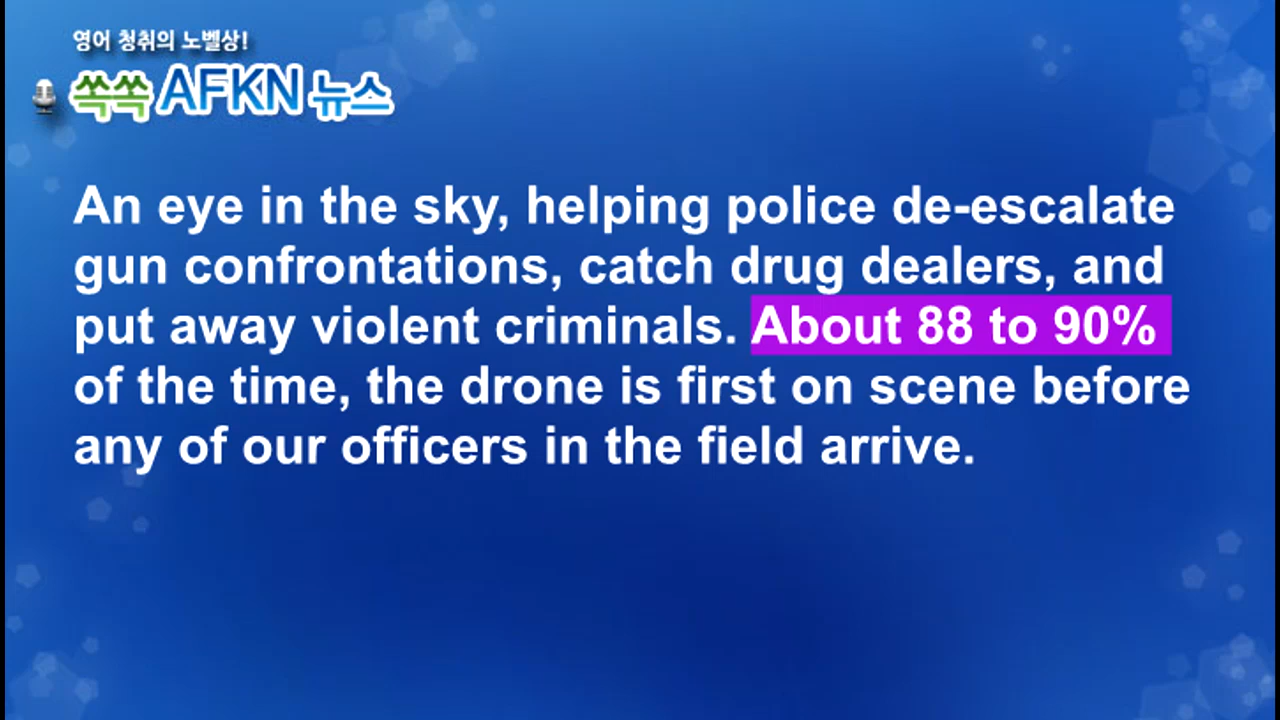 영어 청취의 노벨상!
쏙쏙 AFKN 뉴스
An eye in the sky, helping police de-escalate
gun confrontations, catch drug dealers, and
put away violent criminals. About 88 to 90%
of the time, the drone is first on scene before
any of our officers in the field arrive.